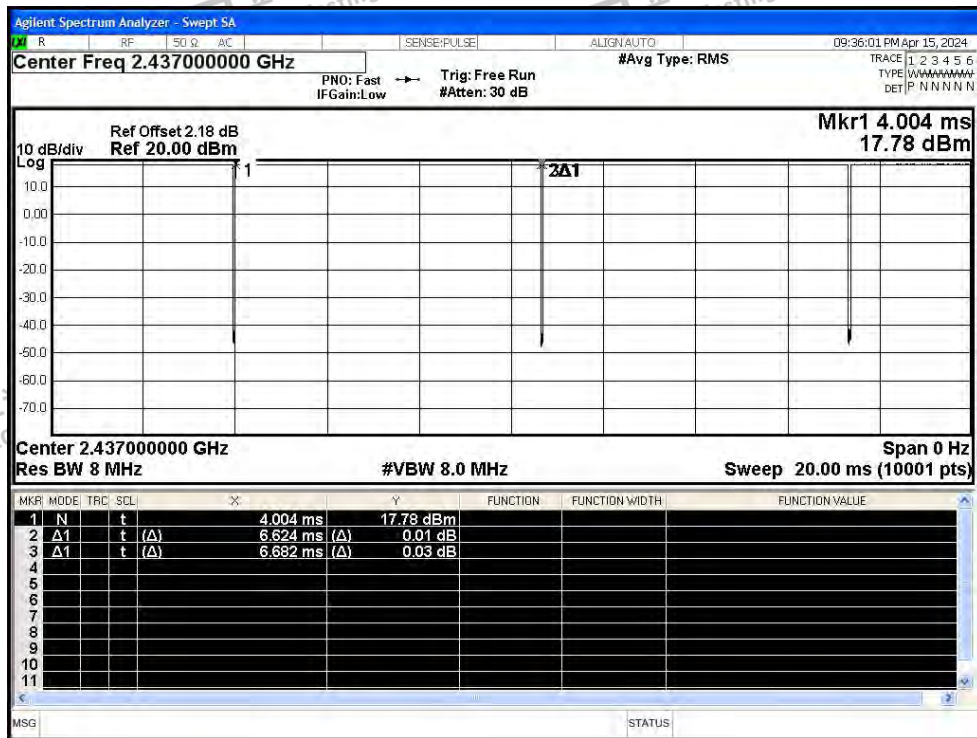 Agilent Spectrum Analyzer - Swept SA
LXI R RF 50 Ω AC SENSE:PULSE ALIGN AUTO 09:36:01 PM Apr 15, 2024
Center Freq 2.437000000 GHz #Avg Type: RMS TRACE 1 2 3 4 5 6
PNO: Fast Trig: Free Run TYPE WWWWWW
IFGain:Low #Atten: 30 dB DET P N N N N N
Mkr1 4.004 ms
Ref Offset 2.18 dB
10 dB/div Ref 20.00 dBm 17.78 dBm
Log
1 3Δ1
10.0
0.00
-10.0
-20.0
-30.0
-40.0
-50.0
-60.0
-70.0
Center 2.437000000 GHz Span 0 Hz
Res BW 8 MHz #VBW 8.0 MHz Sweep 20.00 ms (10001 pts)
MKR MODE TRC SCL X Y FUNCTION FUNCTION WIDTH FUNCTION VALUE
1 N t 4.004 ms 17.78 dBm
2 Δ1 t (Δ) 6.624 ms (Δ) 0.01 dB
3 Δ1 t (Δ) 6.682 ms (Δ) 0.03 dB
4
5
6
7
8
9
10
11
MSG STATUS